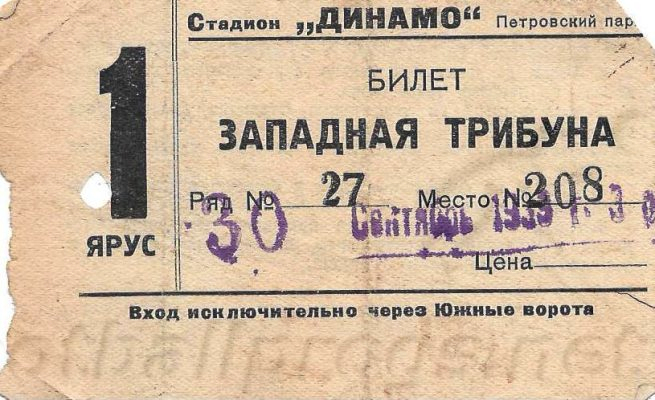 Стадион „ДИНАМО“ Петровский пар
1
ЯРУС
БИЛЕТ
ЗАПАДНАЯ ТРИБУНА
Ряд № 27 Место № 208
30 Сентябрь 1939 г.
Цена
Вход исключительно через Южные ворота